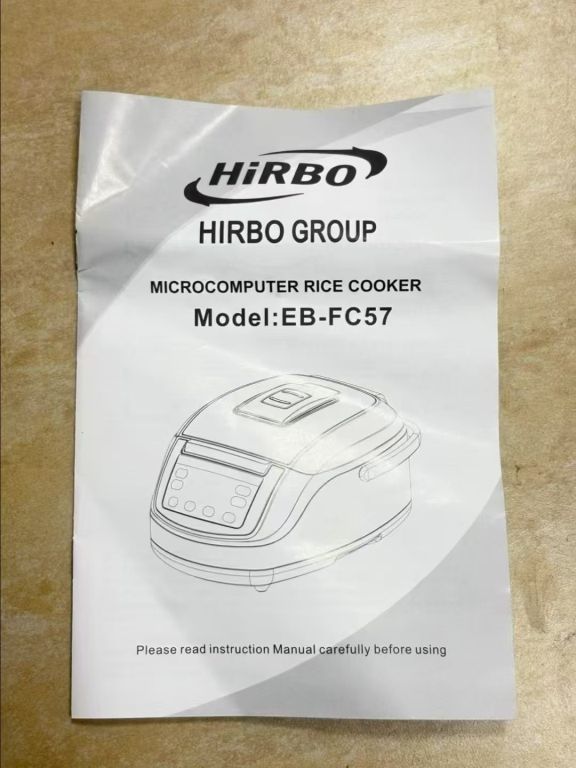 HiRBO
HIRBO GROUP
MICROCOMPUTER RICE COOKER
Model:EB-FC57
Please read instruction Manual carefully before using